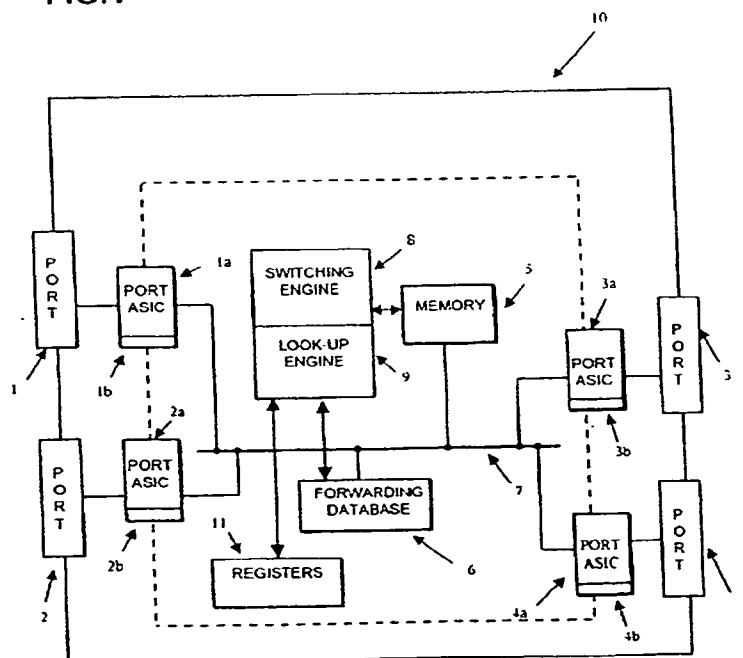 10
PORT
1
PORT ASIC
1a
1b
SWITCHING ENGINE
8
LOOK-UP ENGINE
9
MEMORY
5
3a
PORT ASIC
3b
PORT
3
2a
PORT ASIC
2b
PORT
2
7
FORWARDING DATABASE
6
11
REGISTERS
PORT ASIC
4a
4b
PORT